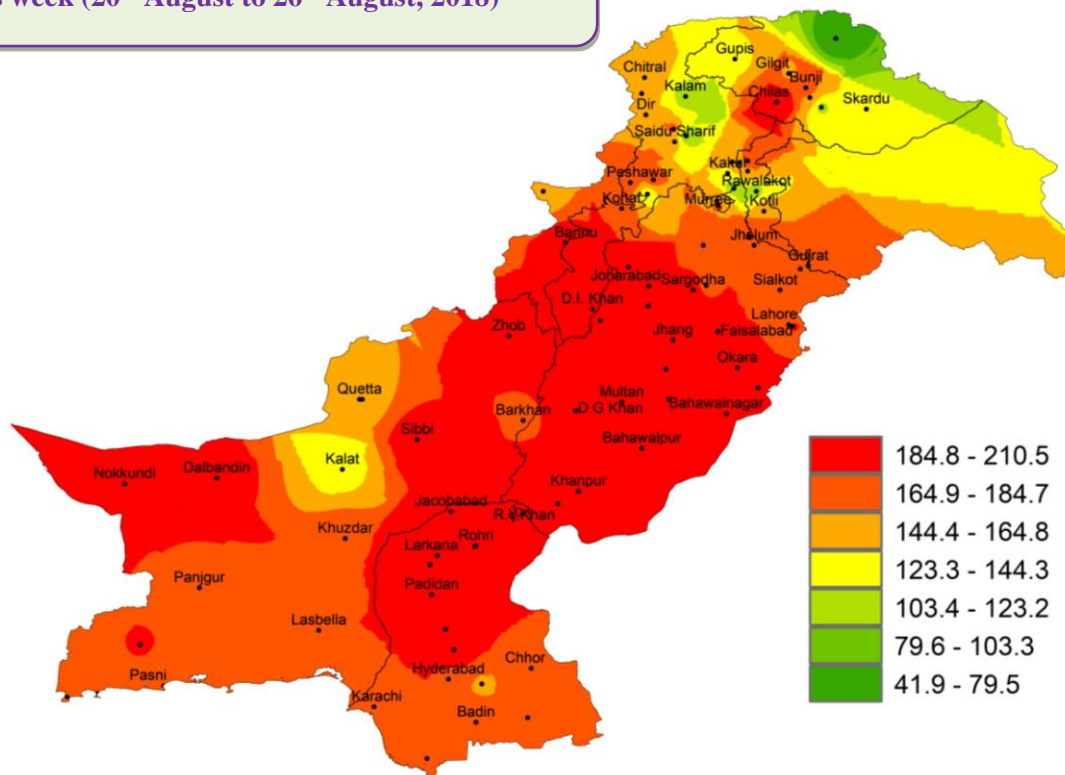 week (20th August to 26th August, 2018)
Gupis
Chitral
Gilgit
Bunji
Kalam
Chilas
Skardu
Dir
Saidu Sharif
Kakul
Peshawar
Rawalakot
Kohat
Murree
Kotli
Bannu
Jhelum
Gujrat
Joharabad
Sargodha
Sialkot
D.I. Khan
Lahore
Zhob
Jhang
Faisalabad
Okara
Quetta
Multan
Barkhan
D G Khan
Bahawalnagar
Sibbi
Bahawalpur
Kalat
Nokkundi
Dalbandin
Khanpur
Jacobabad
R.Y.Khan
Khuzdar
Rohri
Larkana
Panjgur
Padidan
Lasbella
Chhor
Hyderabad
Pasni
Karachi
Badin
184.8 - 210.5
164.9 - 184.7
144.4 - 164.8
123.3 - 144.3
103.4 - 123.2
79.6 - 103.3
41.9 - 79.5